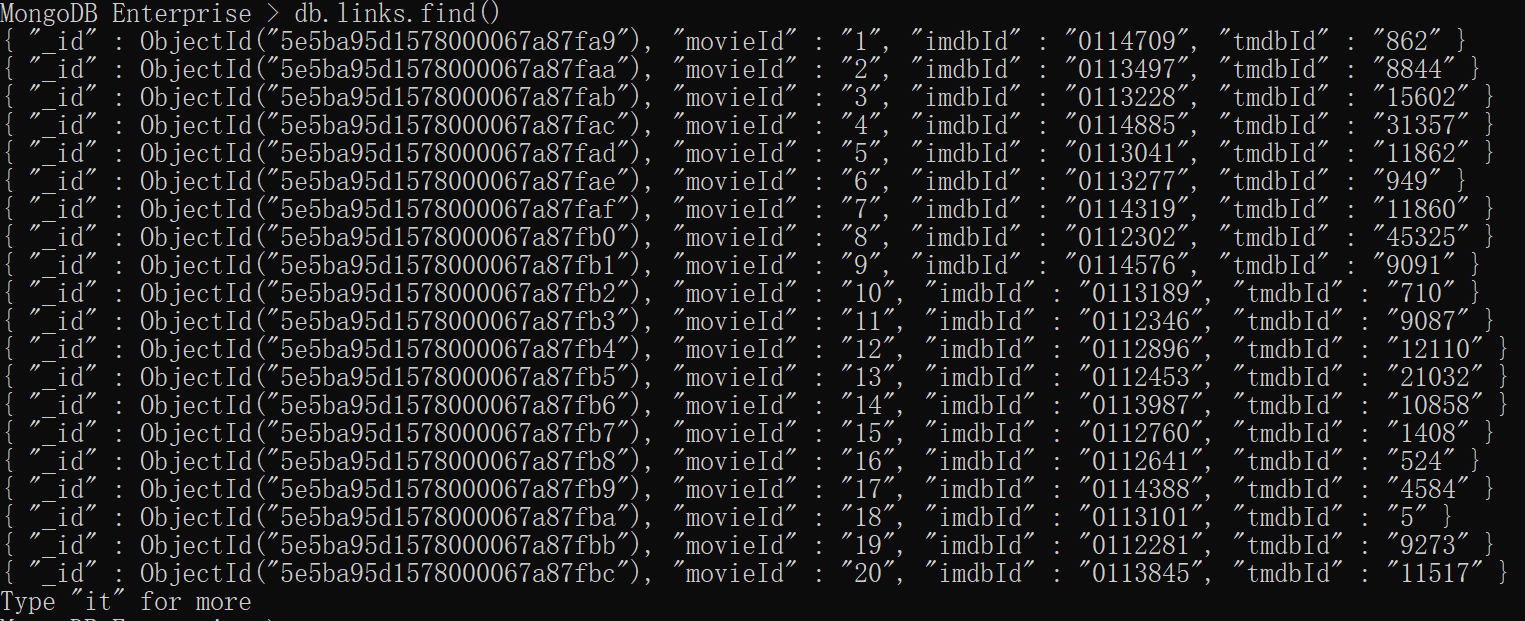 MongoDB Enterprise > db.links.find()
{ "_id" : ObjectId("5e5ba95d1578000067a87fa9"), "movieId" : "1", "imdbId" : "0114709", "tmdbId" : "862" }
{ "_id" : ObjectId("5e5ba95d1578000067a87faa"), "movieId" : "2", "imdbId" : "0113497", "tmdbId" : "8844" }
{ "_id" : ObjectId("5e5ba95d1578000067a87fab"), "movieId" : "3", "imdbId" : "0113228", "tmdbId" : "15602" }
{ "_id" : ObjectId("5e5ba95d1578000067a87fac"), "movieId" : "4", "imdbId" : "0114885", "tmdbId" : "31357" }
{ "_id" : ObjectId("5e5ba95d1578000067a87fad"), "movieId" : "5", "imdbId" : "0113041", "tmdbId" : "11862" }
{ "_id" : ObjectId("5e5ba95d1578000067a87fae"), "movieId" : "6", "imdbId" : "0113277", "tmdbId" : "949" }
{ "_id" : ObjectId("5e5ba95d1578000067a87faf"), "movieId" : "7", "imdbId" : "0114319", "tmdbId" : "11860" }
{ "_id" : ObjectId("5e5ba95d1578000067a87fb0"), "movieId" : "8", "imdbId" : "0112302", "tmdbId" : "45325" }
{ "_id" : ObjectId("5e5ba95d1578000067a87fb1"), "movieId" : "9", "imdbId" : "0114576", "tmdbId" : "9091" }
{ "_id" : ObjectId("5e5ba95d1578000067a87fb2"), "movieId" : "10", "imdbId" : "0113189", "tmdbId" : "710" }
{ "_id" : ObjectId("5e5ba95d1578000067a87fb3"), "movieId" : "11", "imdbId" : "0112346", "tmdbId" : "9087" }
{ "_id" : ObjectId("5e5ba95d1578000067a87fb4"), "movieId" : "12", "imdbId" : "0112896", "tmdbId" : "12110" }
{ "_id" : ObjectId("5e5ba95d1578000067a87fb5"), "movieId" : "13", "imdbId" : "0112453", "tmdbId" : "21032" }
{ "_id" : ObjectId("5e5ba95d1578000067a87fb6"), "movieId" : "14", "imdbId" : "0113987", "tmdbId" : "10858" }
{ "_id" : ObjectId("5e5ba95d1578000067a87fb7"), "movieId" : "15", "imdbId" : "0112760", "tmdbId" : "1408" }
{ "_id" : ObjectId("5e5ba95d1578000067a87fb8"), "movieId" : "16", "imdbId" : "0112641", "tmdbId" : "524" }
{ "_id" : ObjectId("5e5ba95d1578000067a87fb9"), "movieId" : "17", "imdbId" : "0114388", "tmdbId" : "4584" }
{ "_id" : ObjectId("5e5ba95d1578000067a87fba"), "movieId" : "18", "imdbId" : "0113101", "tmdbId" : "5" }
{ "_id" : ObjectId("5e5ba95d1578000067a87fbb"), "movieId" : "19", "imdbId" : "0112281", "tmdbId" : "9273" }
{ "_id" : ObjectId("5e5ba95d1578000067a87fbc"), "movieId" : "20", "imdbId" : "0113845", "tmdbId" : "11517" }
Type "it" for more